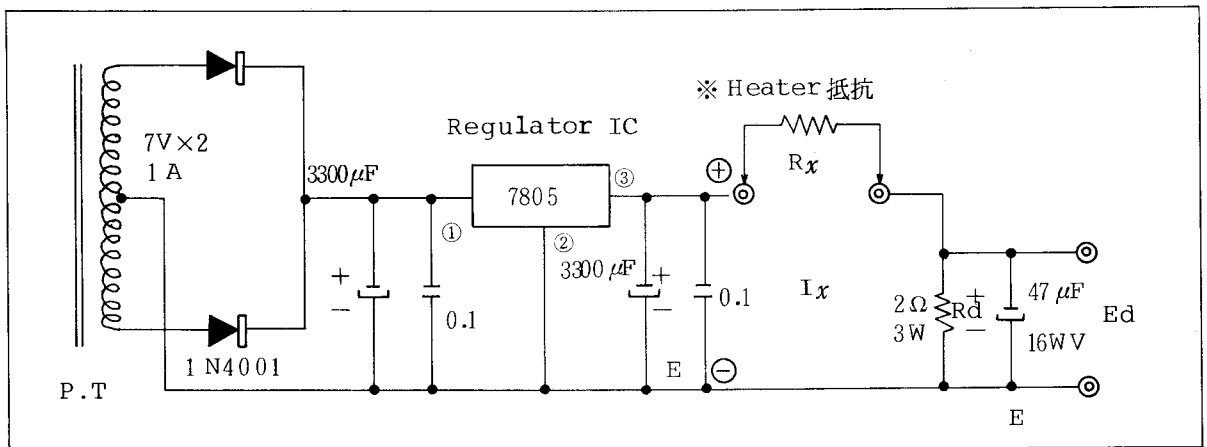 ※ Heater 抵抗
Rx
Regulator IC
7V×2
1A
3300μF
7805
①
②
③
3300μF
+
−
0.1
+
−
0.1
⊕
⊖
E
Ix
2Ω
3W
Rd
+
−
47μF
16WV
Ed
E
1N4001
P.T